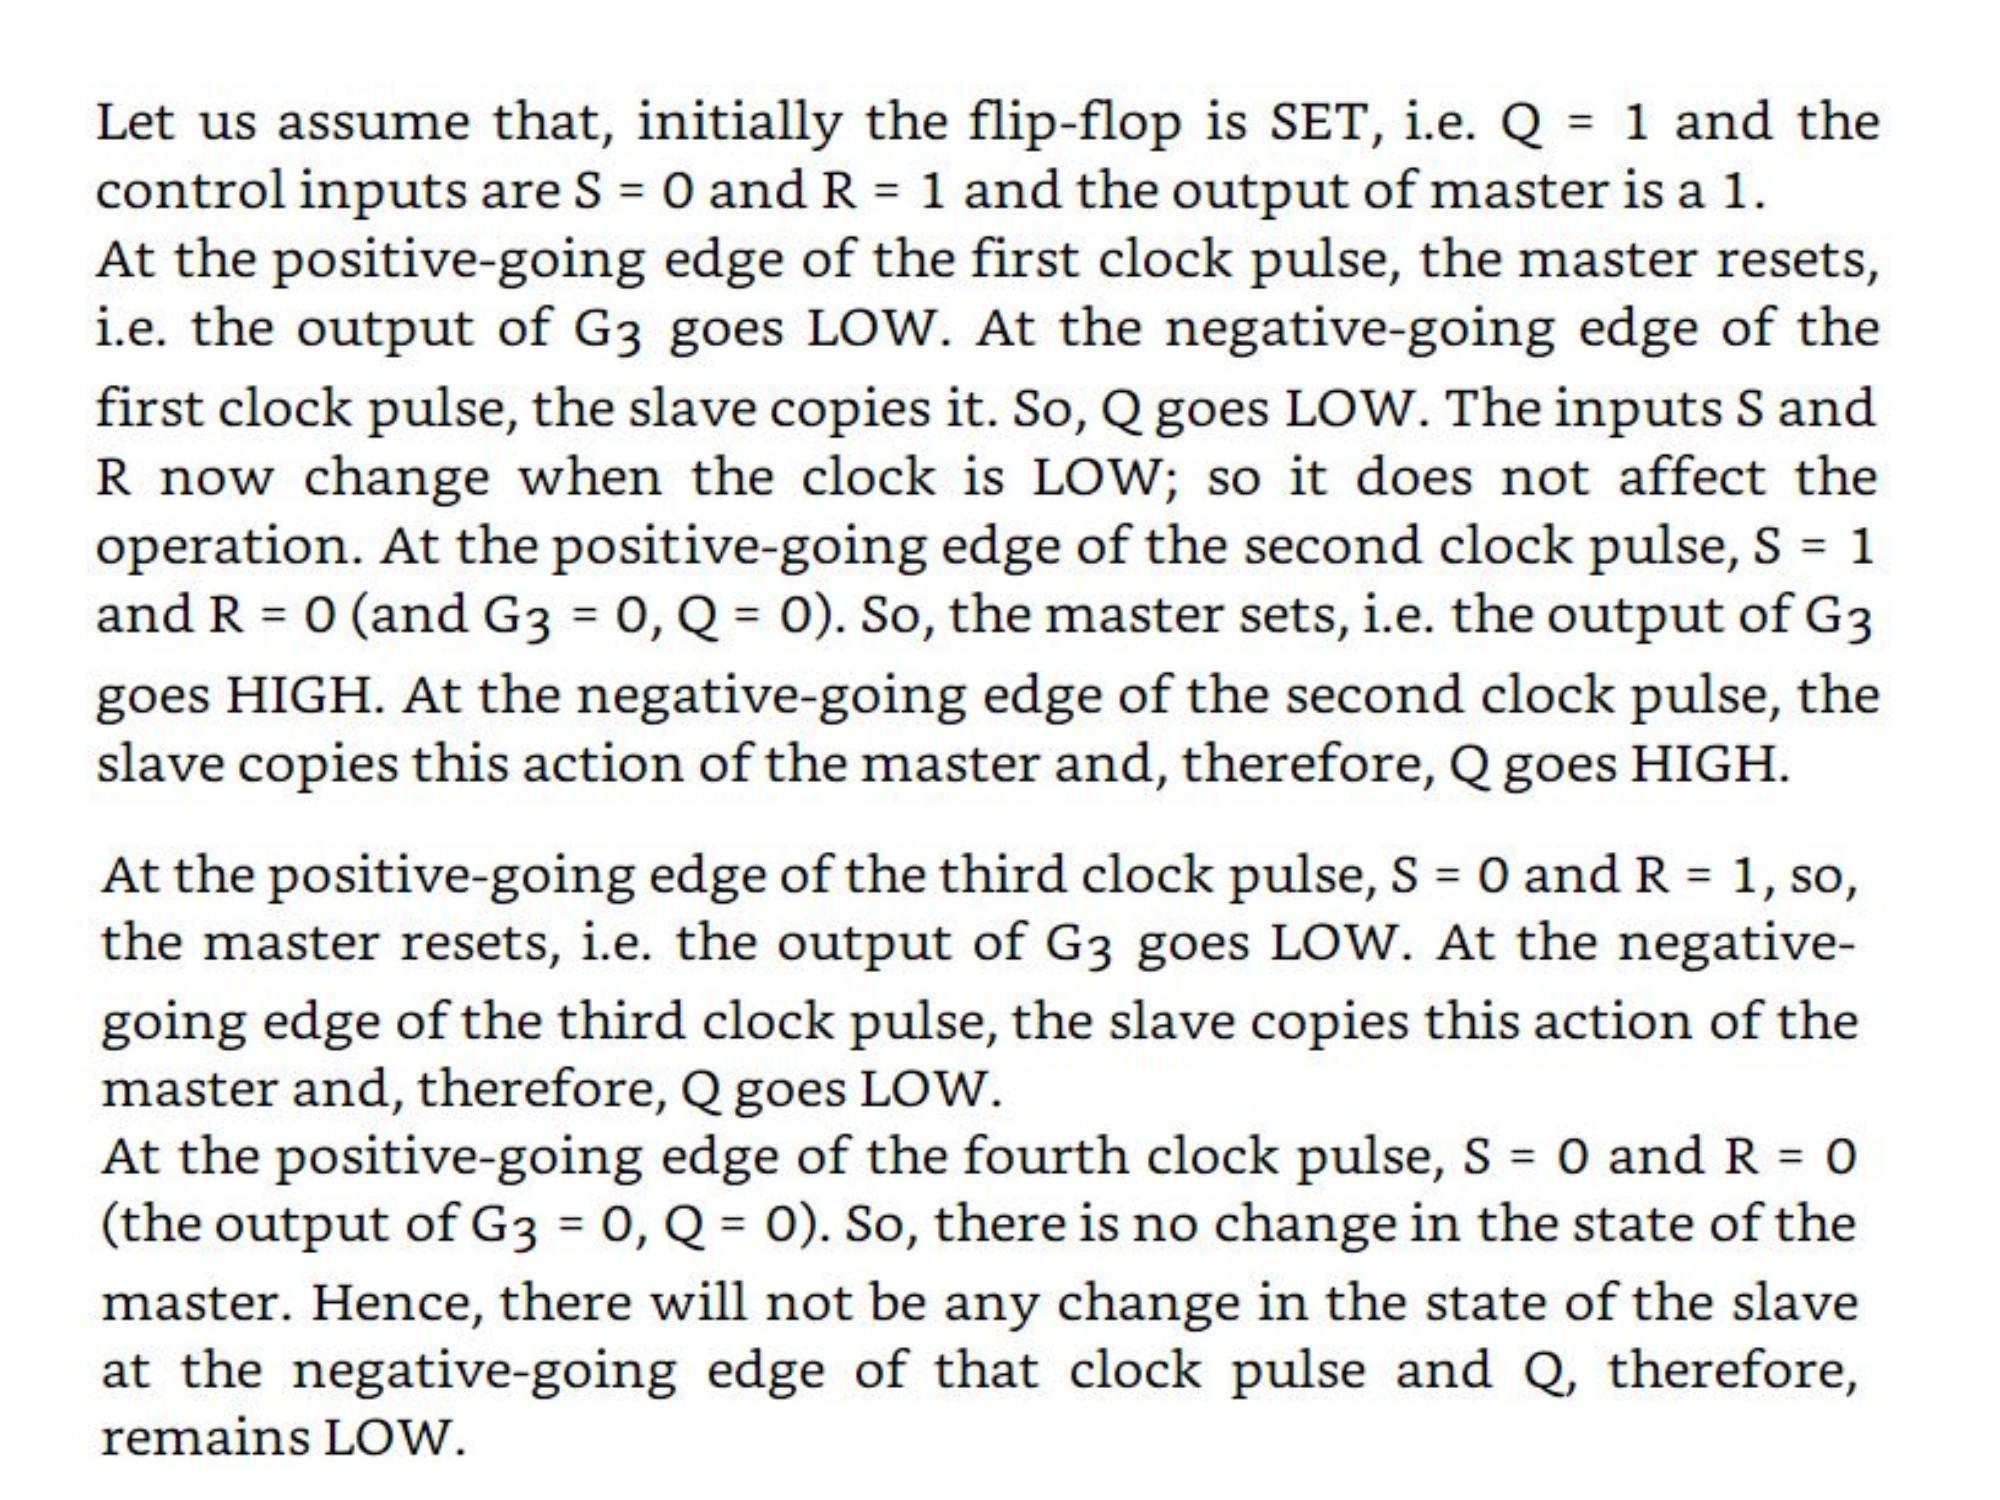 Let us assume that, initially the flip-flop is SET, i.e. Q = 1 and the
control inputs are S = 0 and R = 1 and the output of master is a 1.
At the positive-going edge of the first clock pulse, the master resets,
i.e. the output of G3 goes LOW. At the negative-going edge of the
first clock pulse, the slave copies it. So, Q goes LOW. The inputs S and
R now change when the clock is LOW; so it does not affect the
operation. At the positive-going edge of the second clock pulse, S = 1
and R = 0 (and G3 = 0, Q = 0). So, the master sets, i.e. the output of G3
goes HIGH. At the negative-going edge of the second clock pulse, the
slave copies this action of the master and, therefore, Q goes HIGH.
At the positive-going edge of the third clock pulse, S = 0 and R = 1, so,
the master resets, i.e. the output of G3 goes LOW. At the negative-
going edge of the third clock pulse, the slave copies this action of the
master and, therefore, Q goes LOW.
At the positive-going edge of the fourth clock pulse, S = 0 and R = 0
(the output of G3 = 0, Q = 0). So, there is no change in the state of the
master. Hence, there will not be any change in the state of the slave
at the negative-going edge of that clock pulse and Q, therefore,
remains LOW.